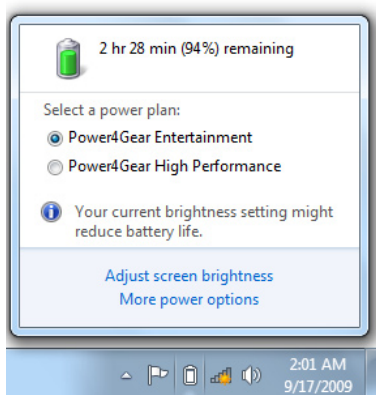 2 hr 28 min (94%) remaining
Select a power plan:
Power4Gear Entertainment
Power4Gear High Performance
Your current brightness setting might
reduce battery life.
Adjust screen brightness
More power options
2:01 AM
9/17/2009